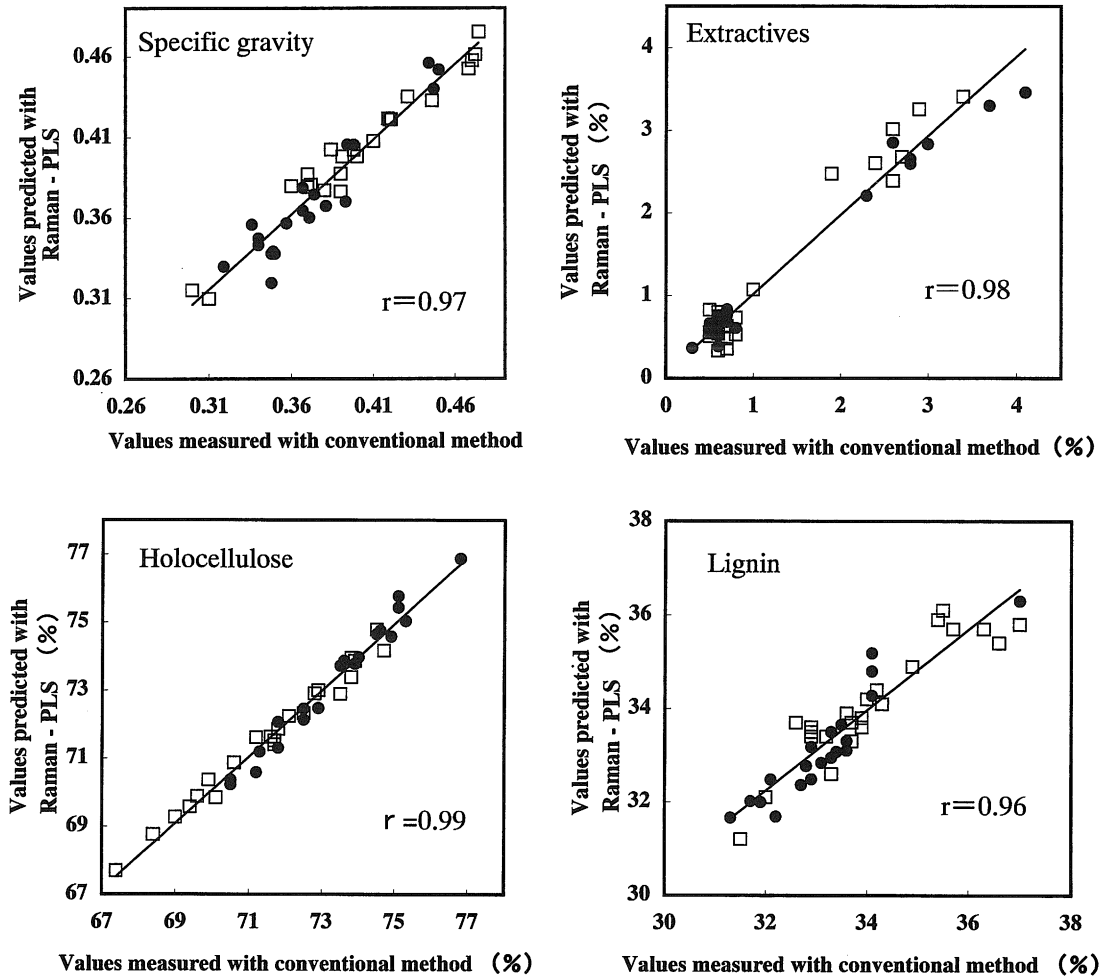 Specific gravity
0.46
0.41
0.36
0.31
0.26
Values predicted with
Raman - PLS
r=0.97
0.26 0.31 0.36 0.41 0.46
Values measured with conventional method
Extractives
4
3
2
1
0
Values predicted with
Raman - PLS (%)
r=0.98
0 1 2 3 4
Values measured with conventional method (%)
Holocellulose
77
75
73
71
69
67
Values predicted with
Raman - PLS (%)
r =0.99
67 69 71 73 75 77
Values measured with conventional method (%)
Lignin
38
36
34
32
30
Values predicted with
Raman - PLS (%)
r=0.96
30 32 34 36 38
Values measured with conventional method (%)